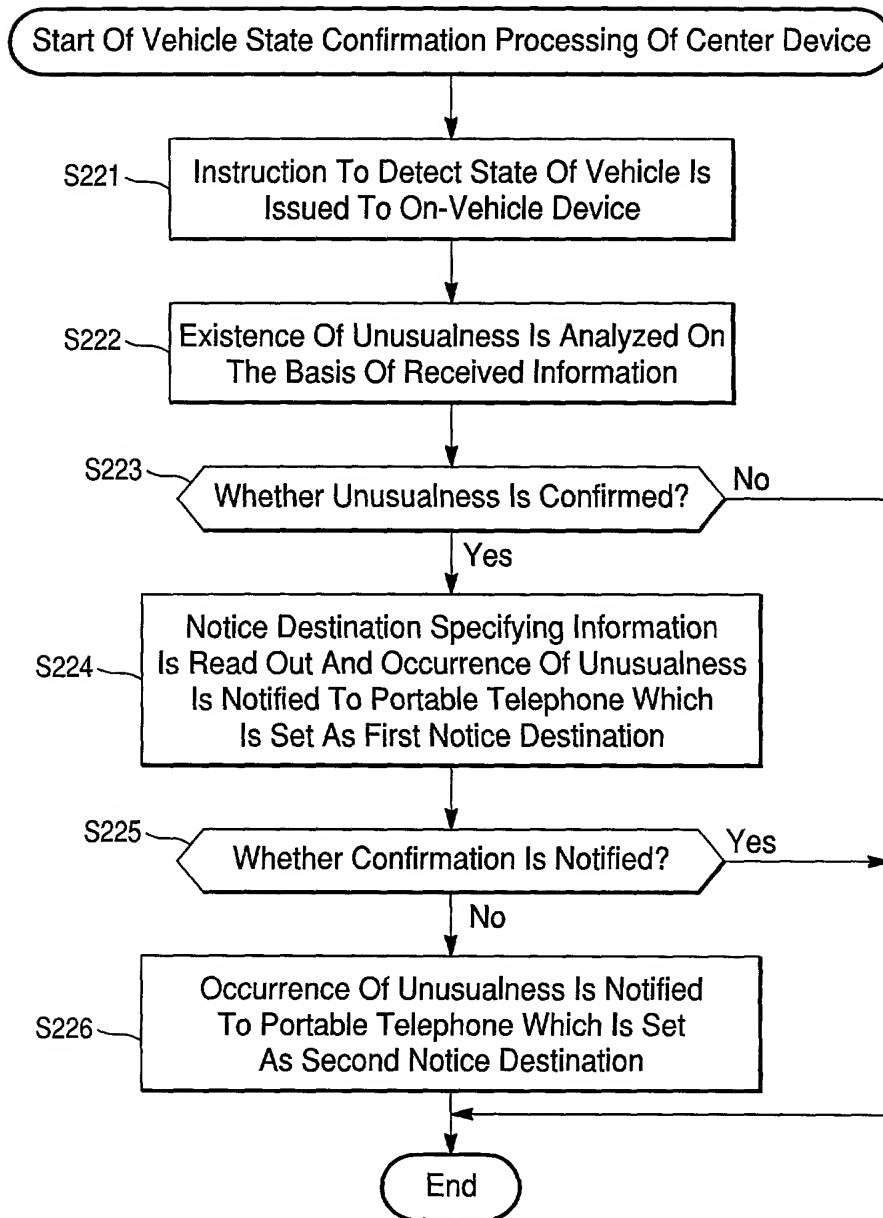 Start Of Vehicle State Confirmation Processing Of Center Device
S221
Instruction To Detect State Of Vehicle Is
Issued To On-Vehicle Device
S222
Existence Of Unusualness Is Analyzed On
The Basis Of Received Information
S223
Whether Unusualness Is Confirmed?
No
Yes
S224
Notice Destination Specifying Information
Is Read Out And Occurrence Of Unusualness
Is Notified To Portable Telephone Which
Is Set As First Notice Destination
S225
Whether Confirmation Is Notified?
Yes
No
S226
Occurrence Of Unusualness Is Notified
To Portable Telephone Which Is Set
As Second Notice Destination
End